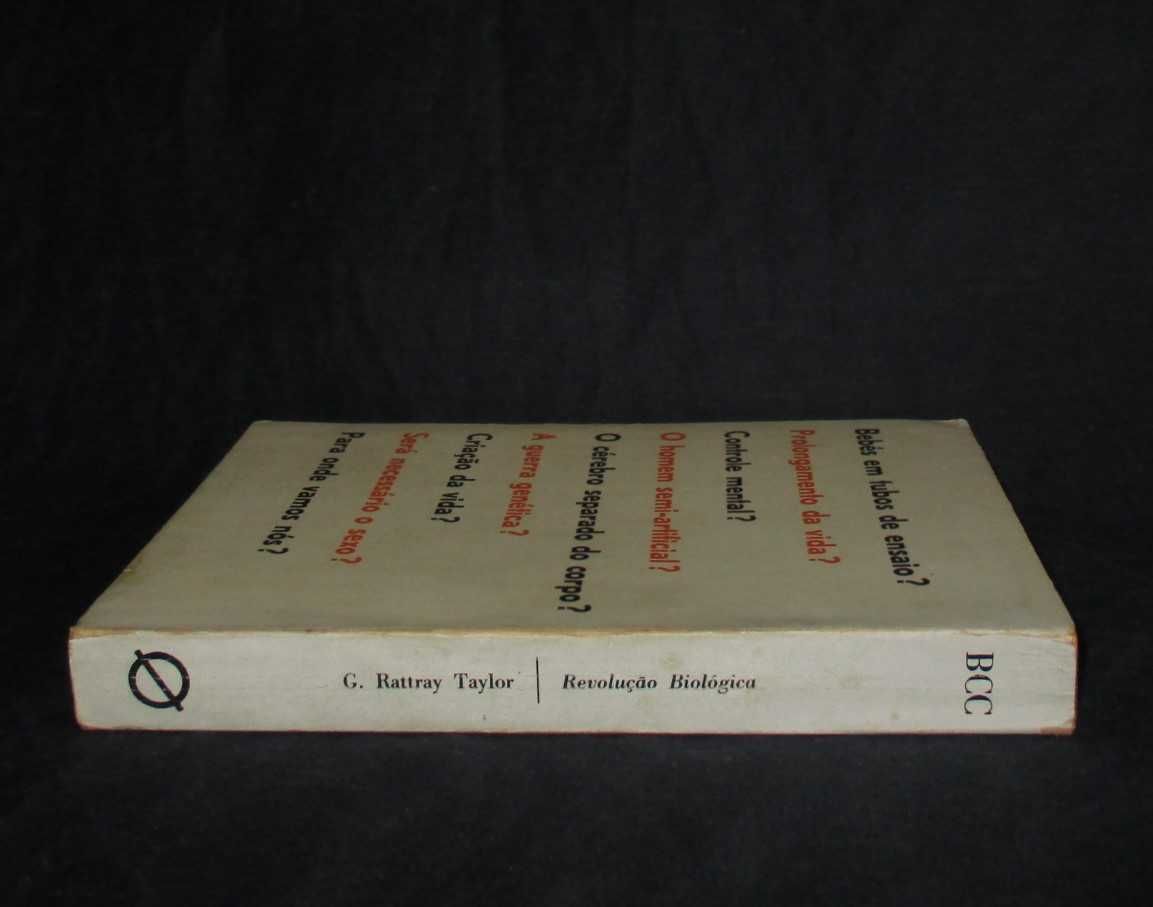 Bebés em tubos de ensaio?
Prolongamento da vida?
Controle mental?
O homem semi-artificial?
O cérebro separado do corpo?
A guerra genética?
Criação da vida?
Será necessário o sexo?
Para onde vamos nós?
G. Rattray Taylor | Revolução Biológica
BCC